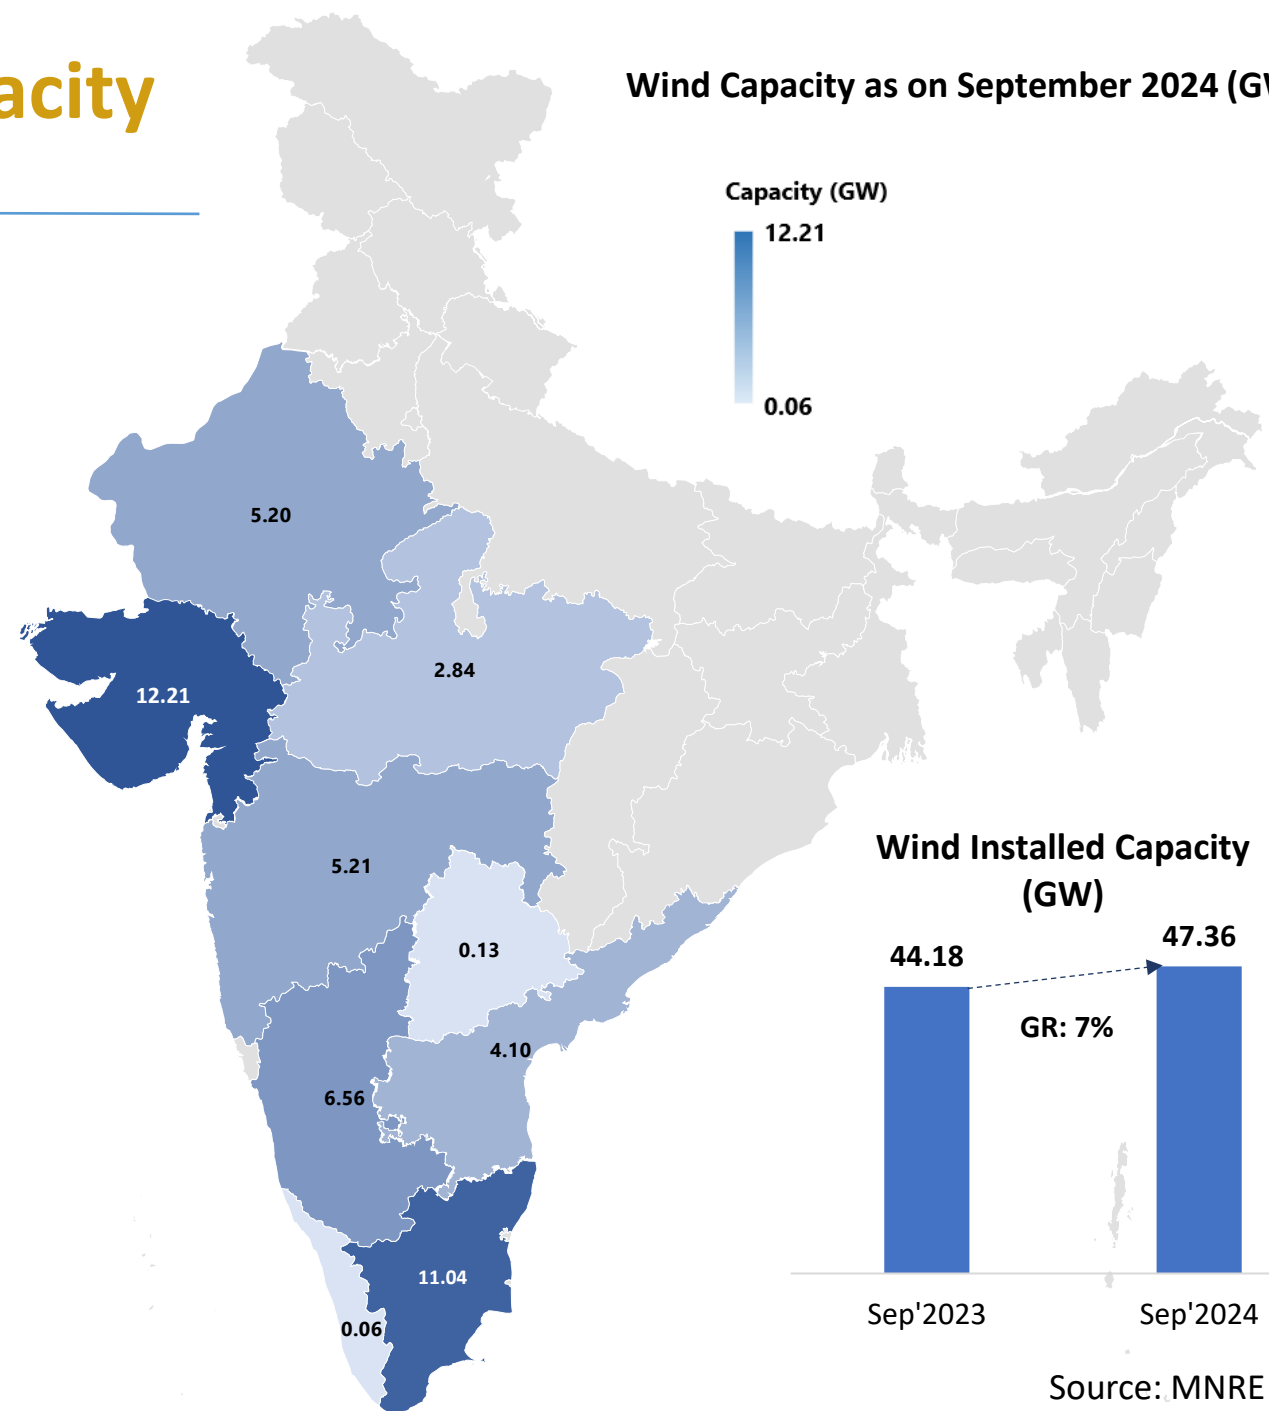 acity
Wind Capacity as on September 2024 (GW
Capacity (GW)
12.21
0.06
5.20
2.84
12.21
5.21
0.13
4.10
6.56
11.04
0.06
Wind Installed Capacity
(GW)
44.18
47.36
GR: 7%
Sep'2023
Sep'2024
Source: MNRE